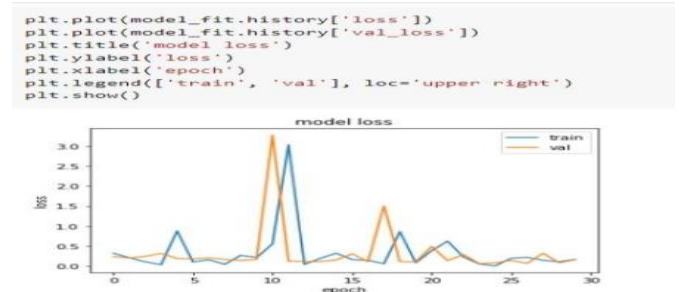 plt.plot(model_fit.history['loss'])
plt.plot(model_fit.history['val_loss'])
plt.title('model loss')
plt.ylabel('loss')
plt.xlabel('epoch')
plt.legend(['train', 'val'], loc='upper right')
plt.show()
model loss
train
val
3.0
2.5
2.0
1.5
1.0
0.5
0.0
loss
0 5 10 15 20 25 30
epoch